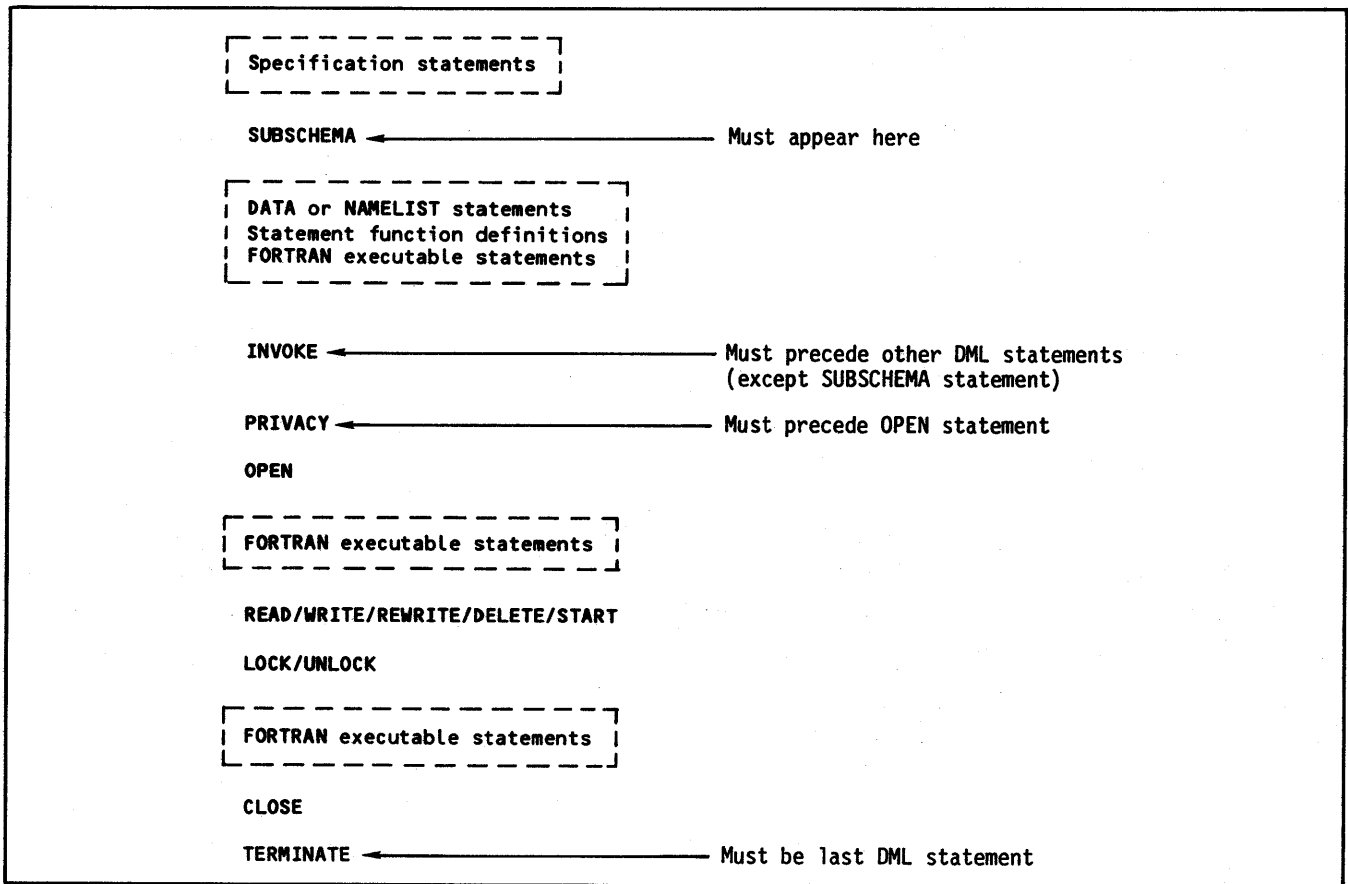 Specification statements
SUBSCHEMA Must appear here
DATA or NAMELIST statements
Statement function definitions
FORTRAN executable statements
INVOKE Must precede other DML statements
(except SUBSCHEMA statement)
PRIVACY Must precede OPEN statement
OPEN
FORTRAN executable statements
READ/WRITE/REWRITE/DELETE/START
LOCK/UNLOCK
FORTRAN executable statements
CLOSE
TERMINATE Must be last DML statement